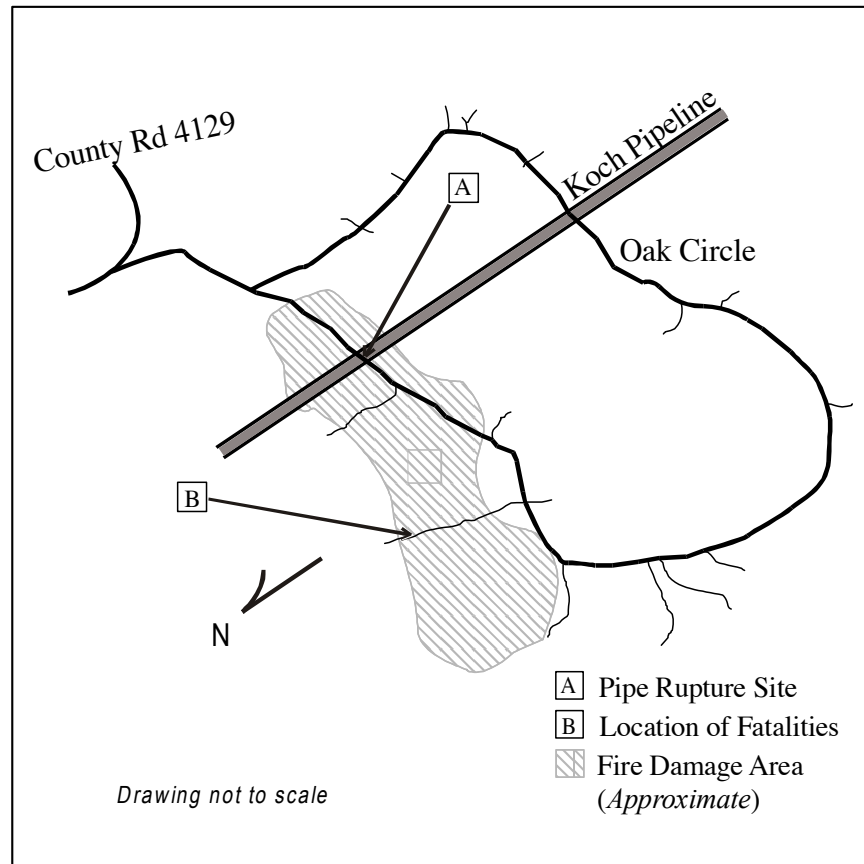 County Rd 4129
Koch Pipeline
A
Oak Circle
B
N
A Pipe Rupture Site
B Location of Fatalities
Fire Damage Area
(Approximate)
Drawing not to scale